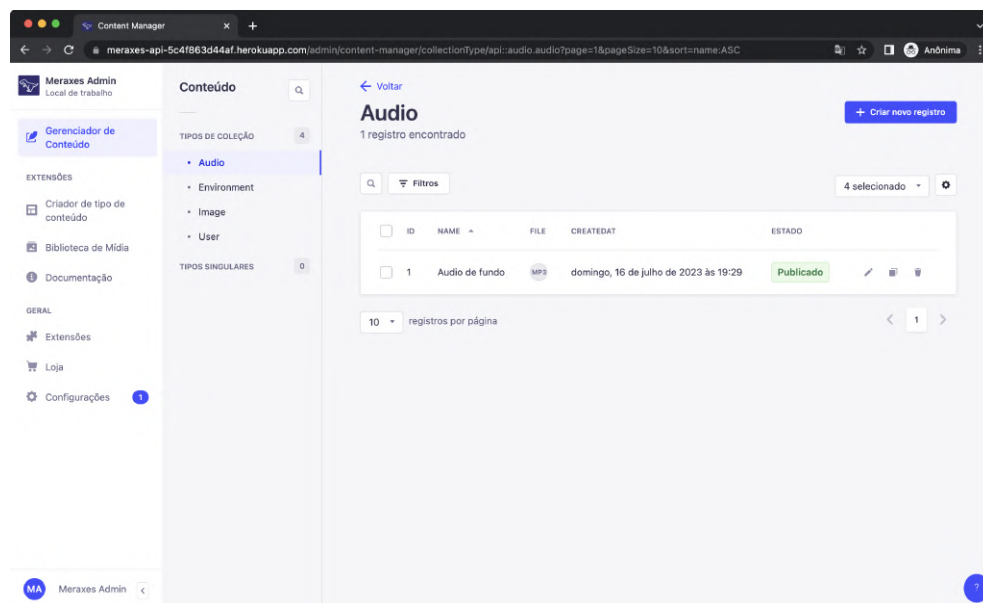 Content Manager
meraxes-api-5c4f863d44af.herokuapp.com/admin/content-manager/collectionType/api::audio.audio?page=1&pageSize=10&sort=name:ASC
Anônima
Meraxes Admin
Local de trabalho
Gerenciador de
Conteúdo
EXTENSÕES
Criador de tipo de
conteúdo
Biblioteca de Mídia
Documentação
GERAL
Extensões
Loja
Configurações 1
MA Meraxes Admin
Conteúdo
TIPOS DE COLEÇÃO 4
Audio
Environment
Image
User
TIPOS SINGULARES 0
Voltar
Audio
1 registro encontrado
+ Criar novo registro
Filtros
4 selecionado
ID NAME FILE CREATEDAT ESTADO
1 Audio de fundo MP3 domingo, 16 de julho de 2023 às 19:29 Publicado
10 registros por página
1
?